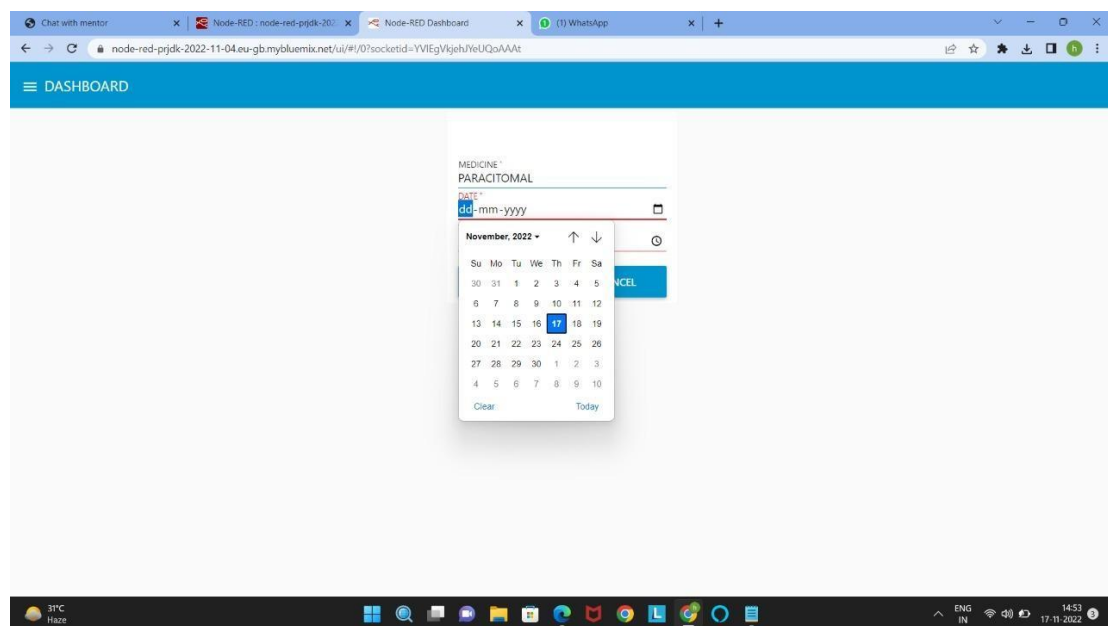 Chat with mentor
Node-RED : node-red-prjdk-202
Node-RED Dashboard
(1) WhatsApp
node-red-prjdk-2022-11-04.eu-gb.mybluemix.net/ui/#!/0?socketid=YVIEgVkjehJYeUQoAAAt
h
DASHBOARD
MEDICINE *
PARACITOMAL
DATE *
dd-mm-yyyy
November, 2022
Su Mo Tu We Th Fr Sa
30 31 1 2 3 4 5
NCEL
6 7 8 9 10 11 12
13 14 15 16 17 18 19
20 21 22 23 24 25 26
27 28 29 30 1 2 3
4 5 6 7 8 9 10
Clear Today
31°C
Haze
L
ENG
IN
14:53
17-11-2022
3